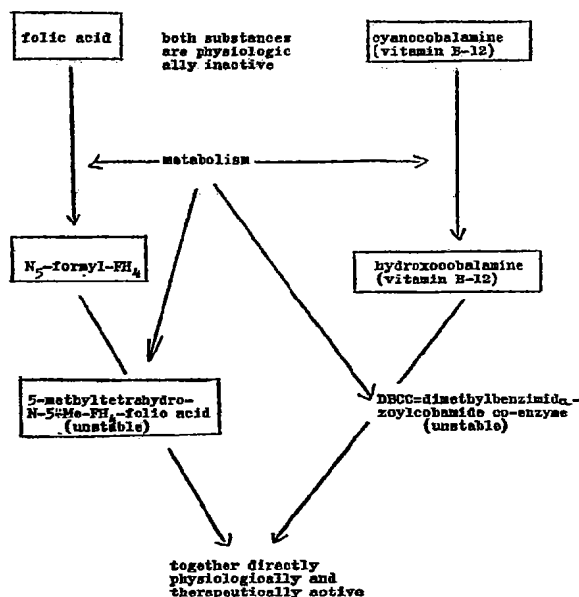 folic acid
both substances
are physiologic
ally inactive
cyanocobalamine
(vitamin B-12)
metabolism
N5-formyl-FH4
hydroxocobalamine
(vitamin B-12)
5-methyltetrahydro-
N-5-Me-FH4-folic acid
(unstable)
DBCC=dimethylbenzimida-
zoylcobamide co-enzyme
(unstable)
together directly
physiologically and
therapeutically active